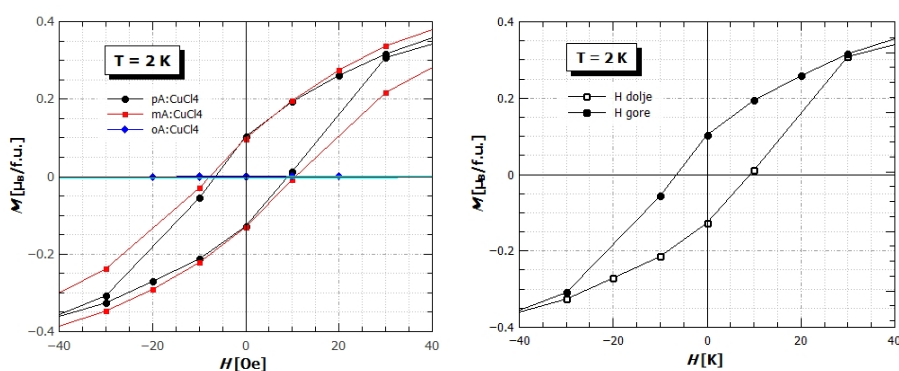 T = 2 K
pA:CuCl4
mA:CuCl4
oA:CuCl4
M[μB/f.u.]
0.4
0.2
0
−0.2
−0.4
−40
−20
0
20
40
H[Oe]
T = 2 K
H dolje
H gore
M[μB/f.u.]
0.4
0.2
0
−0.2
−0.4
−40
−20
0
20
40
H[K]